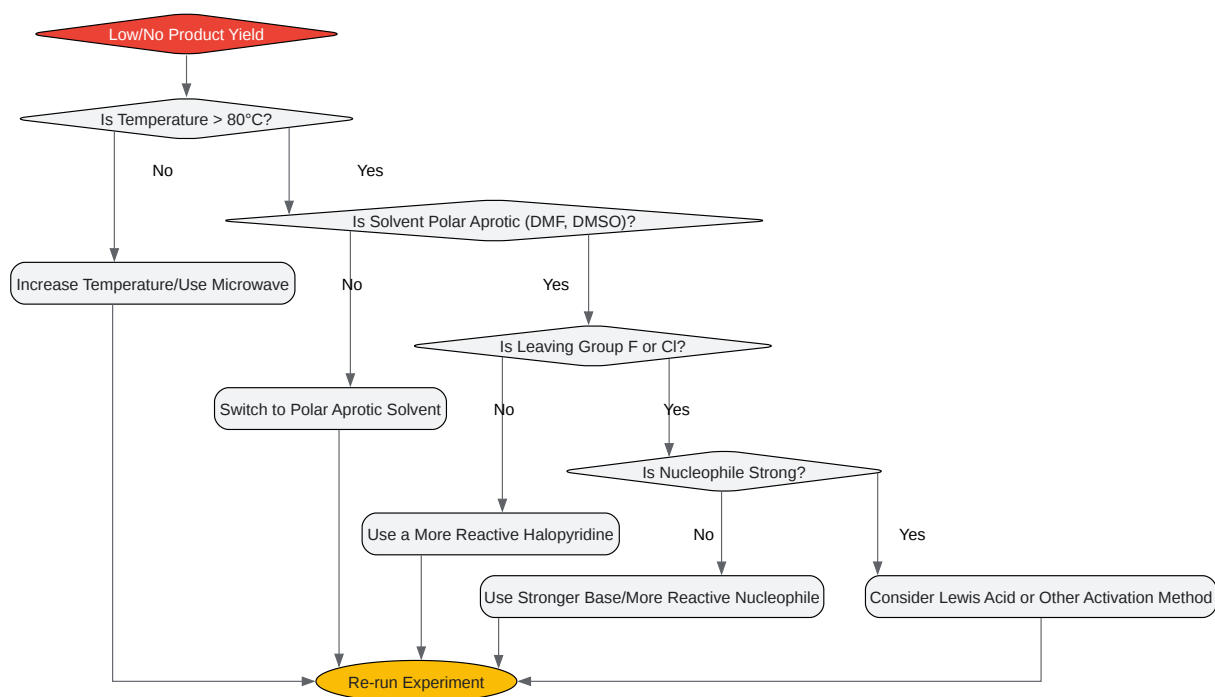 Low/No Product Yield
Is Temperature > 80°C?
No
Yes
Is Solvent Polar Aprotic (DMF, DMSO)?
Increase Temperature/Use Microwave
No
Yes
Is Leaving Group F or Cl?
Switch to Polar Aprotic Solvent
No
Yes
Is Nucleophile Strong?
Use a More Reactive Halopyridine
No
Yes
Use Stronger Base/More Reactive Nucleophile
Consider Lewis Acid or Other Activation Method
Re-run Experiment